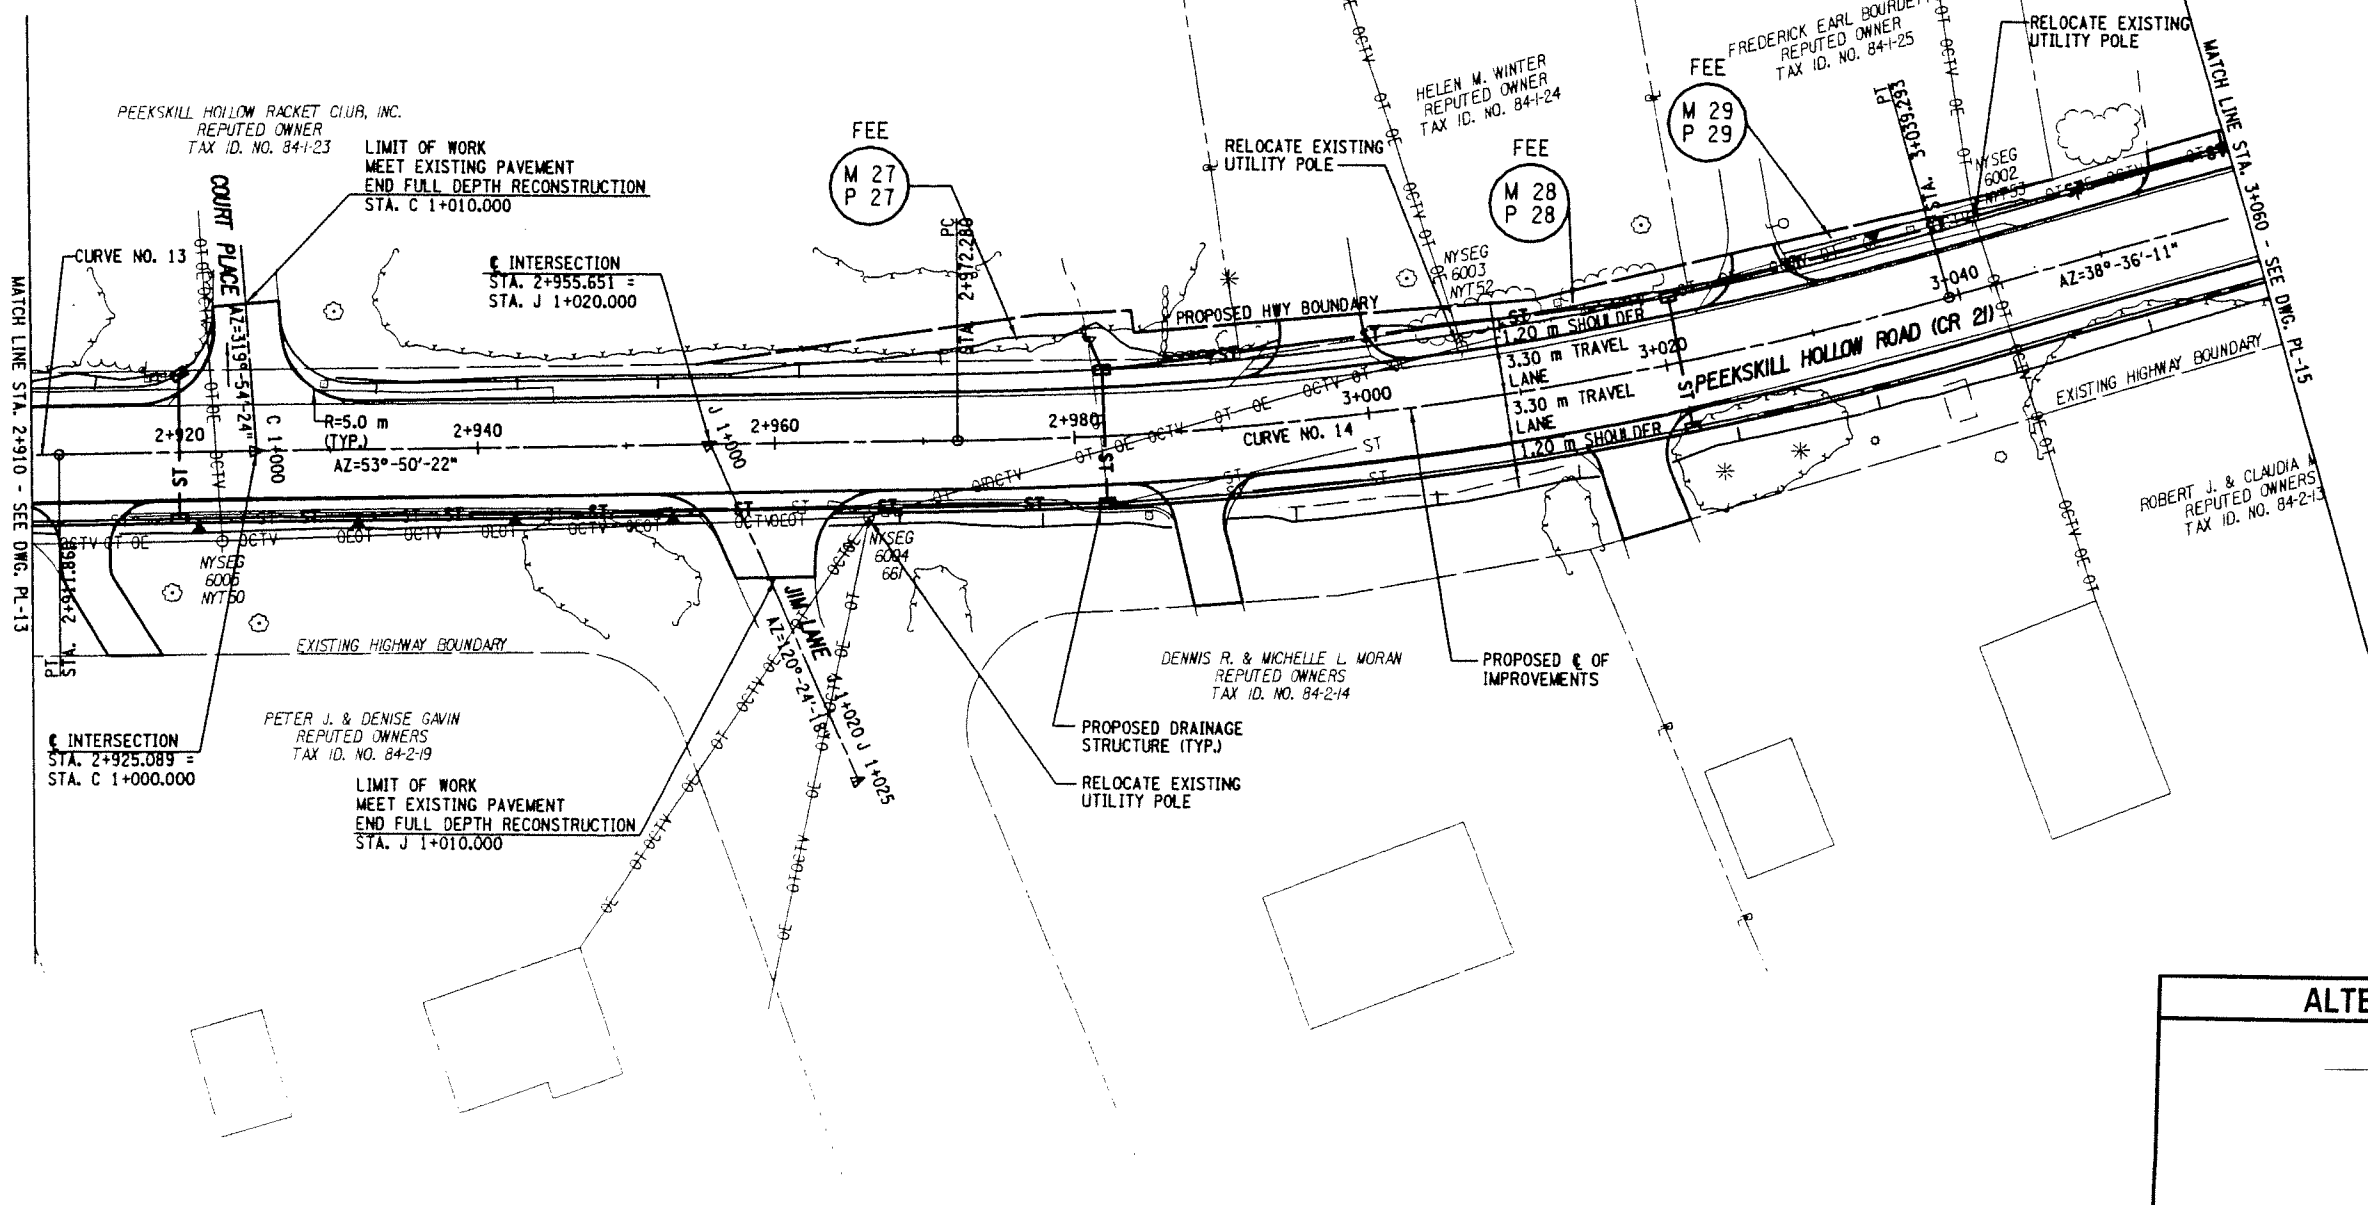 PEEKSKILL HOLLOW RACKET CLUB, INC.
REPUTED OWNER
TAX ID. NO. 84-1-23
LIMIT OF WORK
MEET EXISTING PAVEMENT
END FULL DEPTH RECONSTRUCTION
STA. C 1+010.000
COURT PLACE
AZ=319°-54'-24"
C 1+000
CURVE NO. 13
MATCH LINE STA. 2+910 - SEE DWG. PL-13
℄ INTERSECTION
STA. 2+955.651 =
STA. J 1+020.000
FEE
M 27
P 27
PC
STA. 2+972.280
RELOCATE EXISTING
UTILITY POLE
HELEN M. WINTER
REPUTED OWNER
TAX ID. NO. 84-1-24
FEE
M 28
P 28
FEE
M 29
P 29
FREDERICK EARL
REPUTED OWNER
TAX ID. NO. 84-1-25
RELOCATE EXISTING
UTILITY POLE
PT
STA. 3+039.293
NYSEG
6002
NYT53
MATCH LINE STA. 3+060 - SEE DWG. PL-15
NYSEG
6003
NYT52
PROPOSED HWY BOUNDARY
1.20 m SHOULDER
3.30 m TRAVEL
LANE
3.30 m TRAVEL
LANE
1.20 m SHOULDER
R=5.0 m
(TYP.)
2+920
2+940
2+960
2+980
3+000
3+020
3+040
AZ=53°-50'-22"
J 1+000
CURVE NO. 14
PEEKSKILL HOLLOW ROAD (CR 21)
AZ=38°-36'-11"
EXISTING HIGHWAY BOUNDARY
ROBERT J. & CLAUDIA
REPUTED OWNERS
TAX ID. NO. 84-2-13
PT
STA. 2+911.898
NYSEG
6005
NYT50
NYSEG
6004
661
EXISTING HIGHWAY BOUNDARY
JIM LANE
AZ=120°-24'-18"
J 1+020
J 1+025
PETER J. & DENISE GAVIN
REPUTED OWNERS
TAX ID. NO. 84-2-19
℄ INTERSECTION
STA. 2+925.089 =
STA. C 1+000.000
LIMIT OF WORK
MEET EXISTING PAVEMENT
END FULL DEPTH RECONSTRUCTION
STA. J 1+010.000
DENNIS R. & MICHELLE L. MORAN
REPUTED OWNERS
TAX ID. NO. 84-2-14
PROPOSED ℄ OF
IMPROVEMENTS
PROPOSED DRAINAGE
STRUCTURE (TYP.)
RELOCATE EXISTING
UTILITY POLE